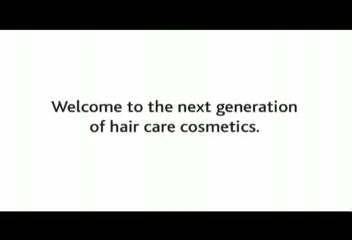 Welcome to the next generation
of hair care cosmetics.